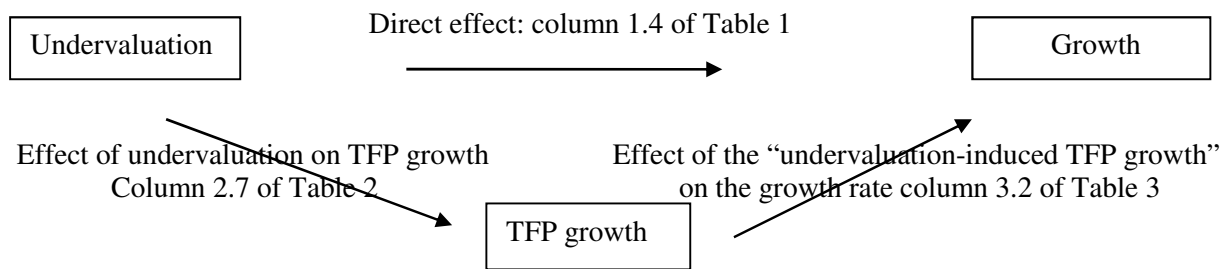 Direct effect: column 1.4 of Table 1
Undervaluation
Growth
Effect of undervaluation on TFP growth
Column 2.7 of Table 2
Effect of the “undervaluation-induced TFP growth”
on the growth rate column 3.2 of Table 3
TFP growth